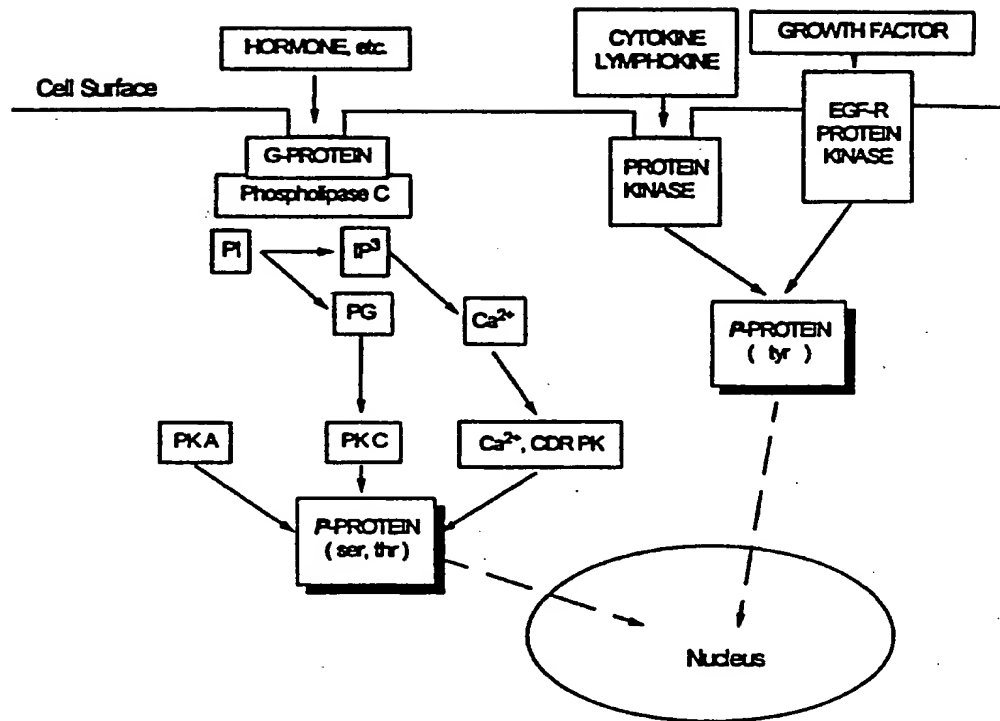 HORMONE, etc.
CYTOKINE
LYMPHOKINE
GROWTH FACTOR
Cell Surface
G-PROTEIN
Phospholipase C
PROTEIN
KINASE
EGF-R
PROTEIN
KINASE
PI
IP³
PG
Ca²⁺
P-PROTEIN
( tyr )
PKA
PKC
Ca²⁺, CDR PK
P-PROTEIN
( ser, thr )
Nucleus